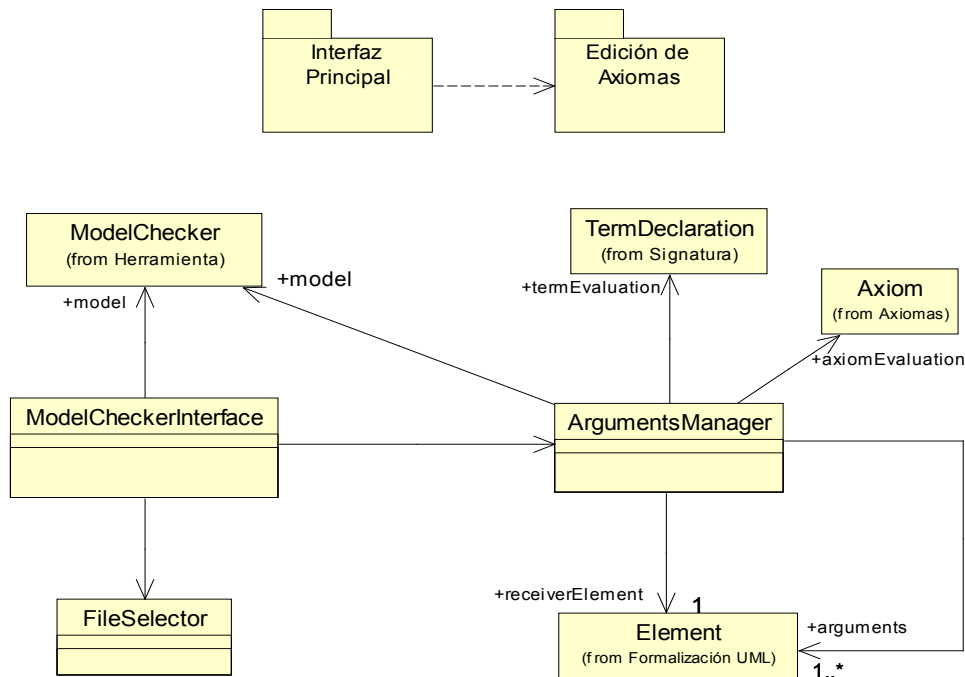 Interfaz
Principal
Edición de
Axiomas
ModelChecker
(from Herramienta)
TermDeclaration
(from Signatura)
+model
+model
+termEvaluation
Axiom
(from Axiomas)
+axiomEvaluation
ModelCheckerInterface
ArgumentsManager
+receiverElement
1
FileSelector
Element
(from Formalización UML)
+arguments
1..*